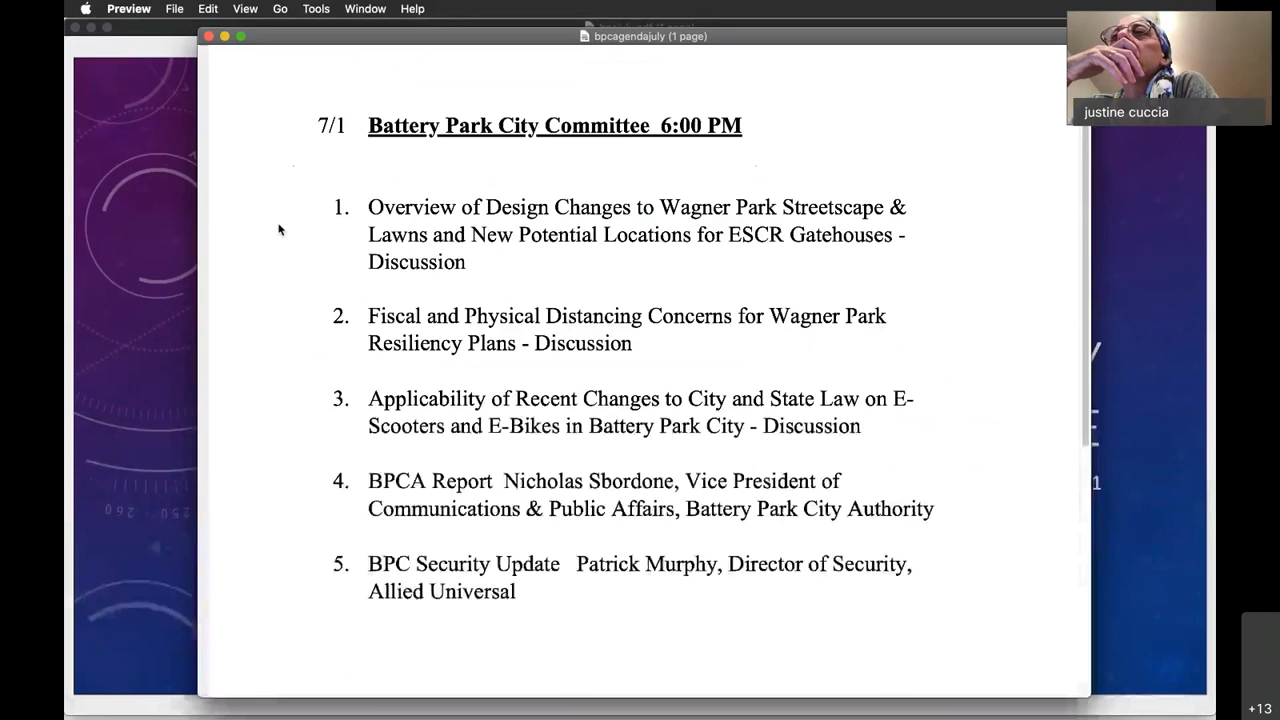 Preview File Edit View Go Tools Window Help
bpcagendajuly (1 page)
justine cuccia
7/1 Battery Park City Committee 6:00 PM
1. Overview of Design Changes to Wagner Park Streetscape &
Lawns and New Potential Locations for ESCR Gatehouses -
Discussion
2. Fiscal and Physical Distancing Concerns for Wagner Park
Resiliency Plans - Discussion
3. Applicability of Recent Changes to City and State Law on E-
Scooters and E-Bikes in Battery Park City - Discussion
4. BPCA Report Nicholas Sbordone, Vice President of
Communications & Public Affairs, Battery Park City Authority
5. BPC Security Update Patrick Murphy, Director of Security,
Allied Universal
+13